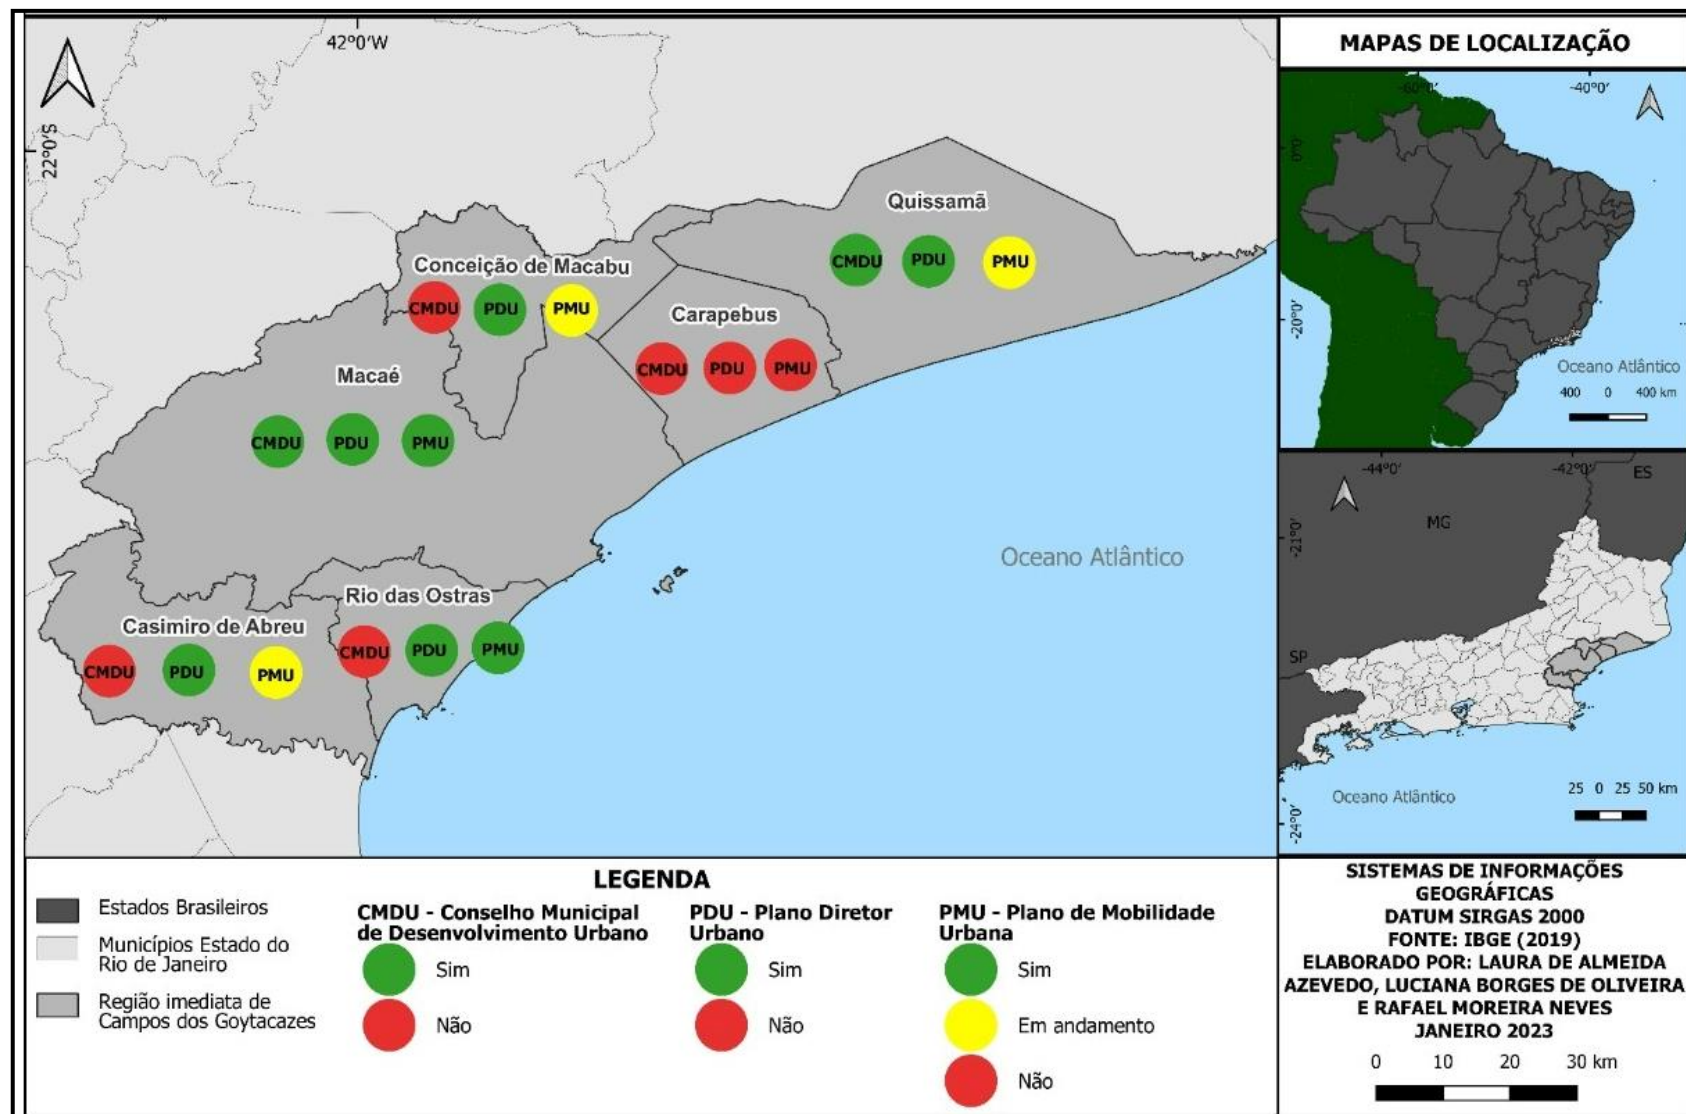 42°0'W
22°0'S
Quissamã
CMDU PDU PMU
Conceição de Macabu
CMDU PDU PMU
Carapebus
CMDU PDU PMU
Macaé
CMDU PDU PMU
Rio das Ostras
CMDU PDU PMU
Casimiro de Abreu
CMDU PDU PMU
Oceano Atlântico
MAPAS DE LOCALIZAÇÃO
-60°0' -40°0'
0°0'
-20°0'
Oceano Atlântico
400 0 400 km
-44°0' -42°0'
ES
MG
-21°0'
SP
25 0 25 50 km
Oceano Atlântico
-24°0'
LEGENDA
Estados Brasileiros
Municípios Estado do
Rio de Janeiro
Região imediata de
Campos dos Goytacazes
CMDU - Conselho Municipal
de Desenvolvimento Urbano
Sim
Não
PDU - Plano Diretor
Urbano
Sim
Não
PMU - Plano de Mobilidade
Urbana
Sim
Em andamento
Não
SISTEMAS DE INFORMAÇÕES
GEOGRÁFICAS
DATUM SIRGAS 2000
FONTE: IBGE (2019)
ELABORADO POR: LAURA DE ALMEIDA
AZEVEDO, LUCIANA BORGES DE OLIVEIRA
E RAFAEL MOREIRA NEVES
JANEIRO 2023
0 10 20 30 km